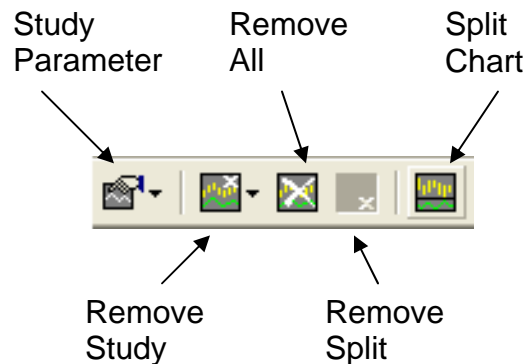 Study
Parameter
Remove
All
Split
Chart
Remove
Study
Remove
Split